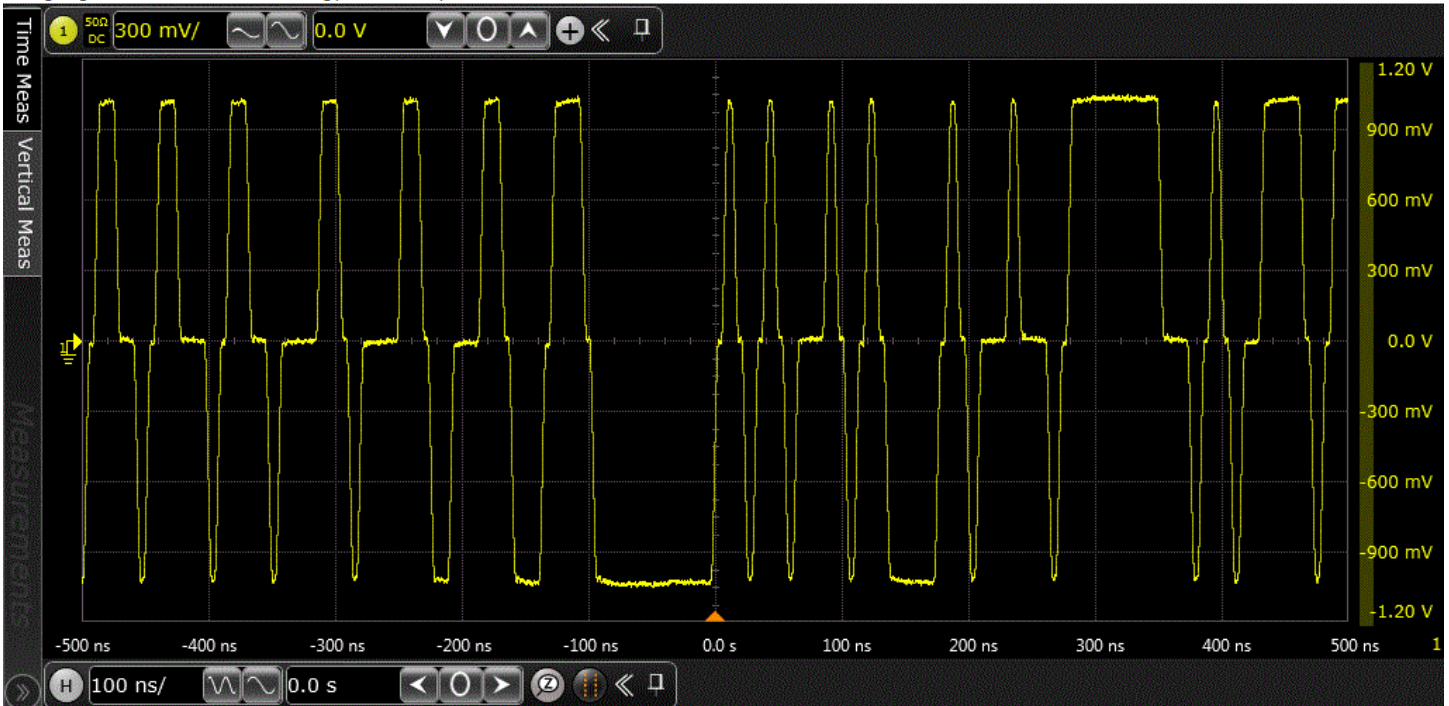 1 50Ω DC 300 mV/ 0.0 V
Time Meas
Vertical Meas
Measurements
1.20 V
900 mV
600 mV
300 mV
0.0 V
-300 mV
-600 mV
-900 mV
-1.20 V
1
-500 ns -400 ns -300 ns -200 ns -100 ns 0.0 s 100 ns 200 ns 300 ns 400 ns 500 ns 1
H 100 ns/ 0.0 s Z